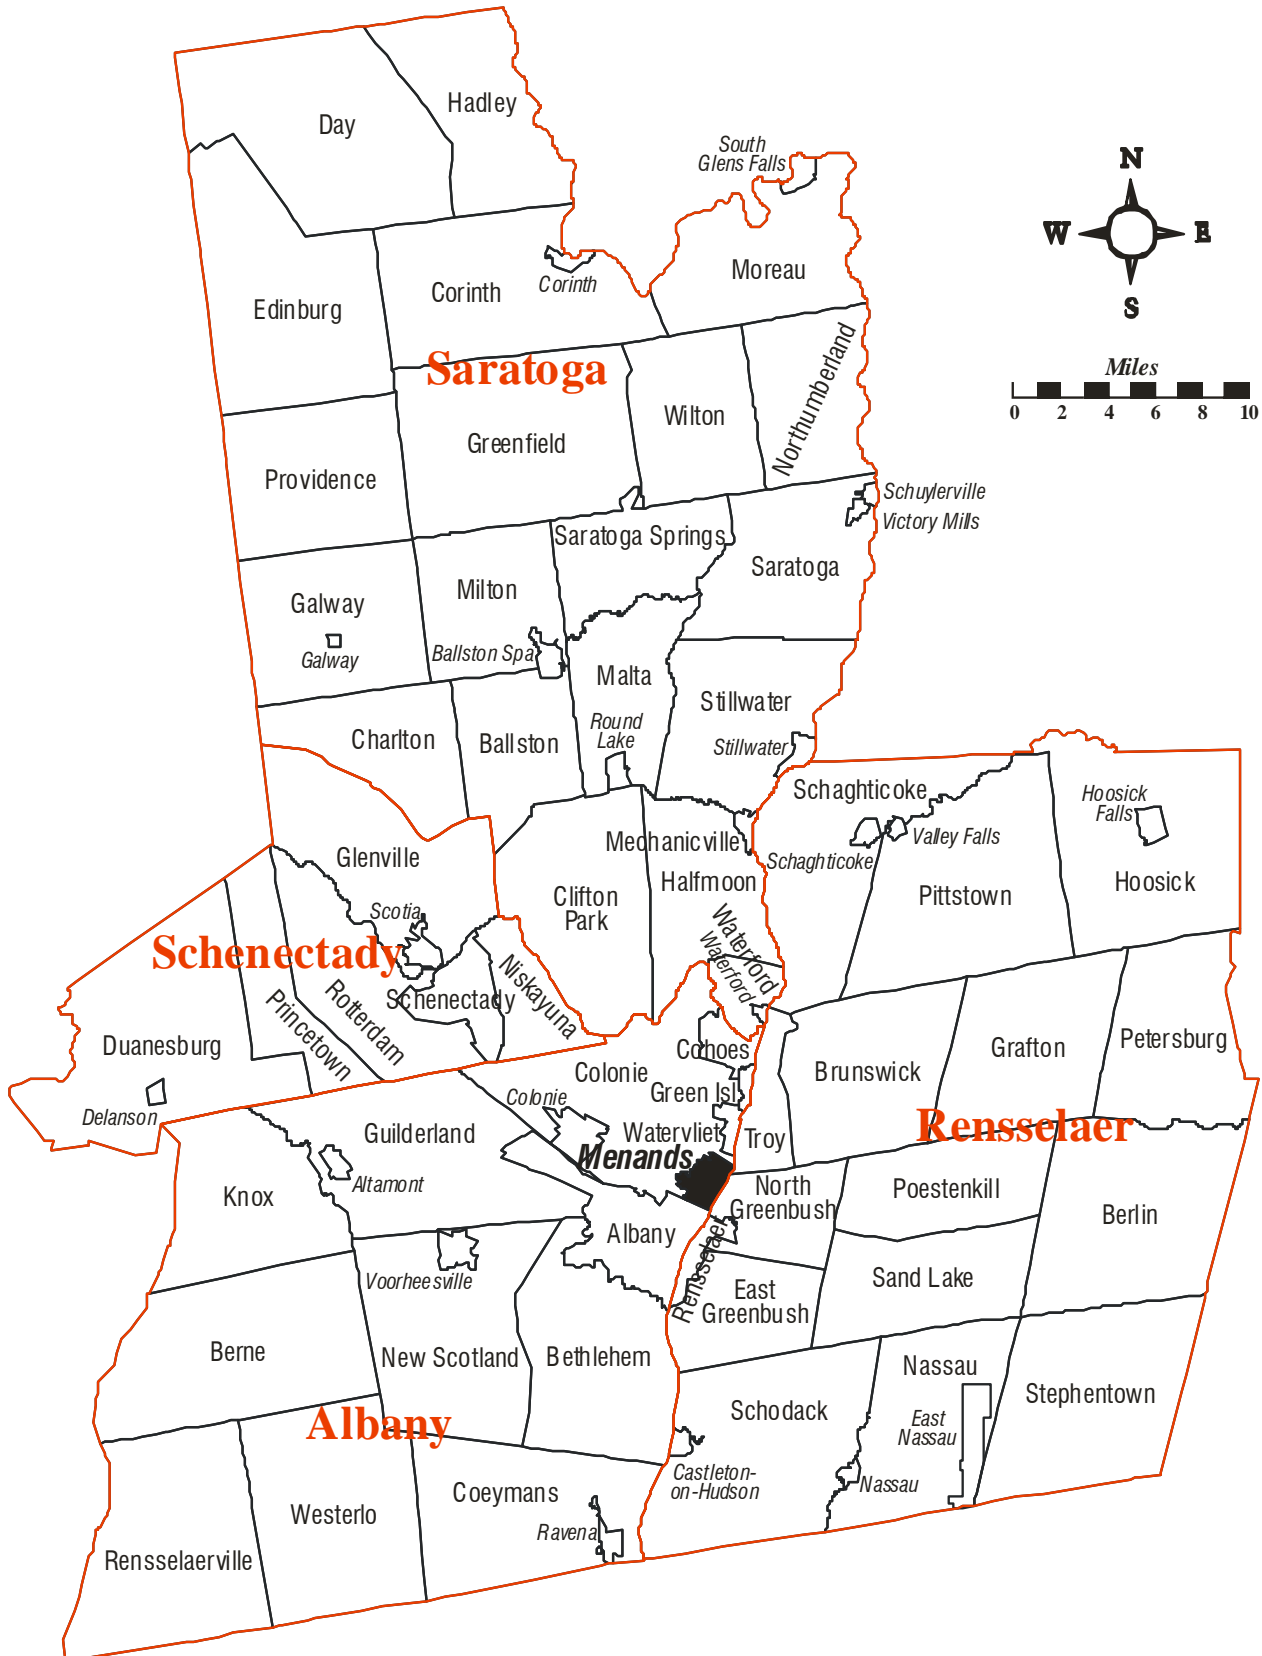 Hadley
Day
South
Glens Falls
N
W
E
S
Moreau
Corinth
Corinth
Edinburg
Miles
0 2 4 6 8 10
Saratoga
Northumberland
Wilton
Greenfield
Providence
Schuylerville
Victory Mills
Saratoga Springs
Saratoga
Milton
Galway
Galway
Ballston Spa
Malta
Stillwater
Round
Lake
Stillwater
Charlton
Ballston
Schaghticoke
Hoosick
Falls
Valley Falls
Schaghticoke
Mechanicville
Glenville
Halfmoon
Hoosick
Clifton
Park
Pittstown
Scotia
Waterford
Waterford
Schenectady
Niskayuna
Schenectady
Rotterdam
Princetown
Duanesburg
Cohoes
Grafton
Petersburg
Colonie
Brunswick
Green Isl.
Colonie
Delanson
Guilderland
Watervliet
Troy
Rensselaer
Menands
Altamont
Knox
North
Greenbush
Poestenkill
Berlin
Albany
Rensselaer
Voorheesville
Sand Lake
East
Greenbush
Berne
New Scotland
Bethlehem
Nassau
Stephentown
Albany
Schodack
East
Nassau
Castleton-
on-Hudson
Nassau
Coeymans
Westerlo
Ravena
Rensselaerville